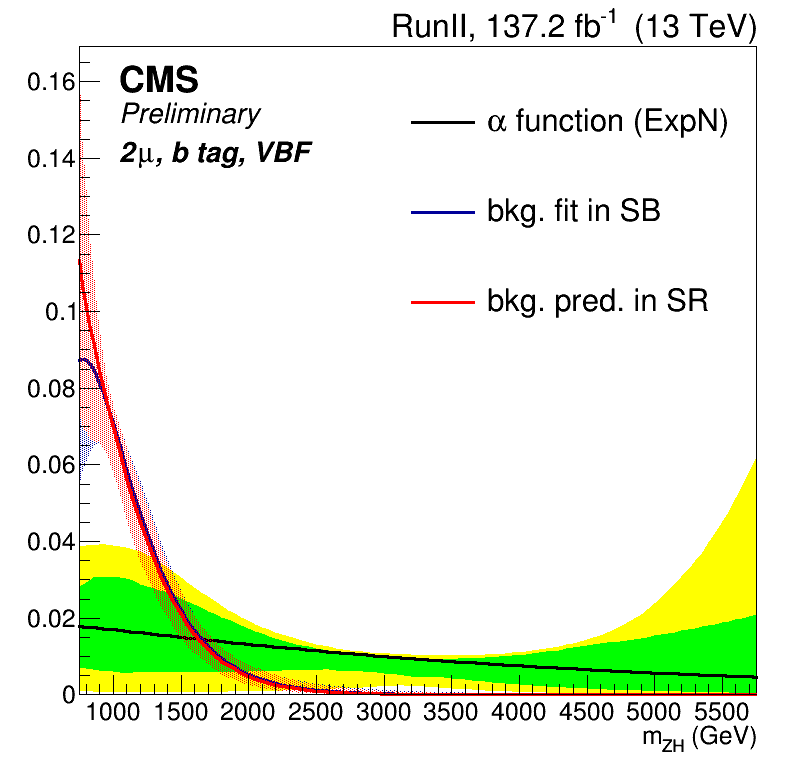 RunII, 137.2 fb-1 (13 TeV)
CMS
Preliminary
2μ, b tag, VBF
α function (ExpN)
bkg. fit in SB
bkg. pred. in SR
0.16
0.14
0.12
0.1
0.08
0.06
0.04
0.02
0
1000 1500 2000 2500 3000 3500 4000 4500 5000 5500
mZH (GeV)